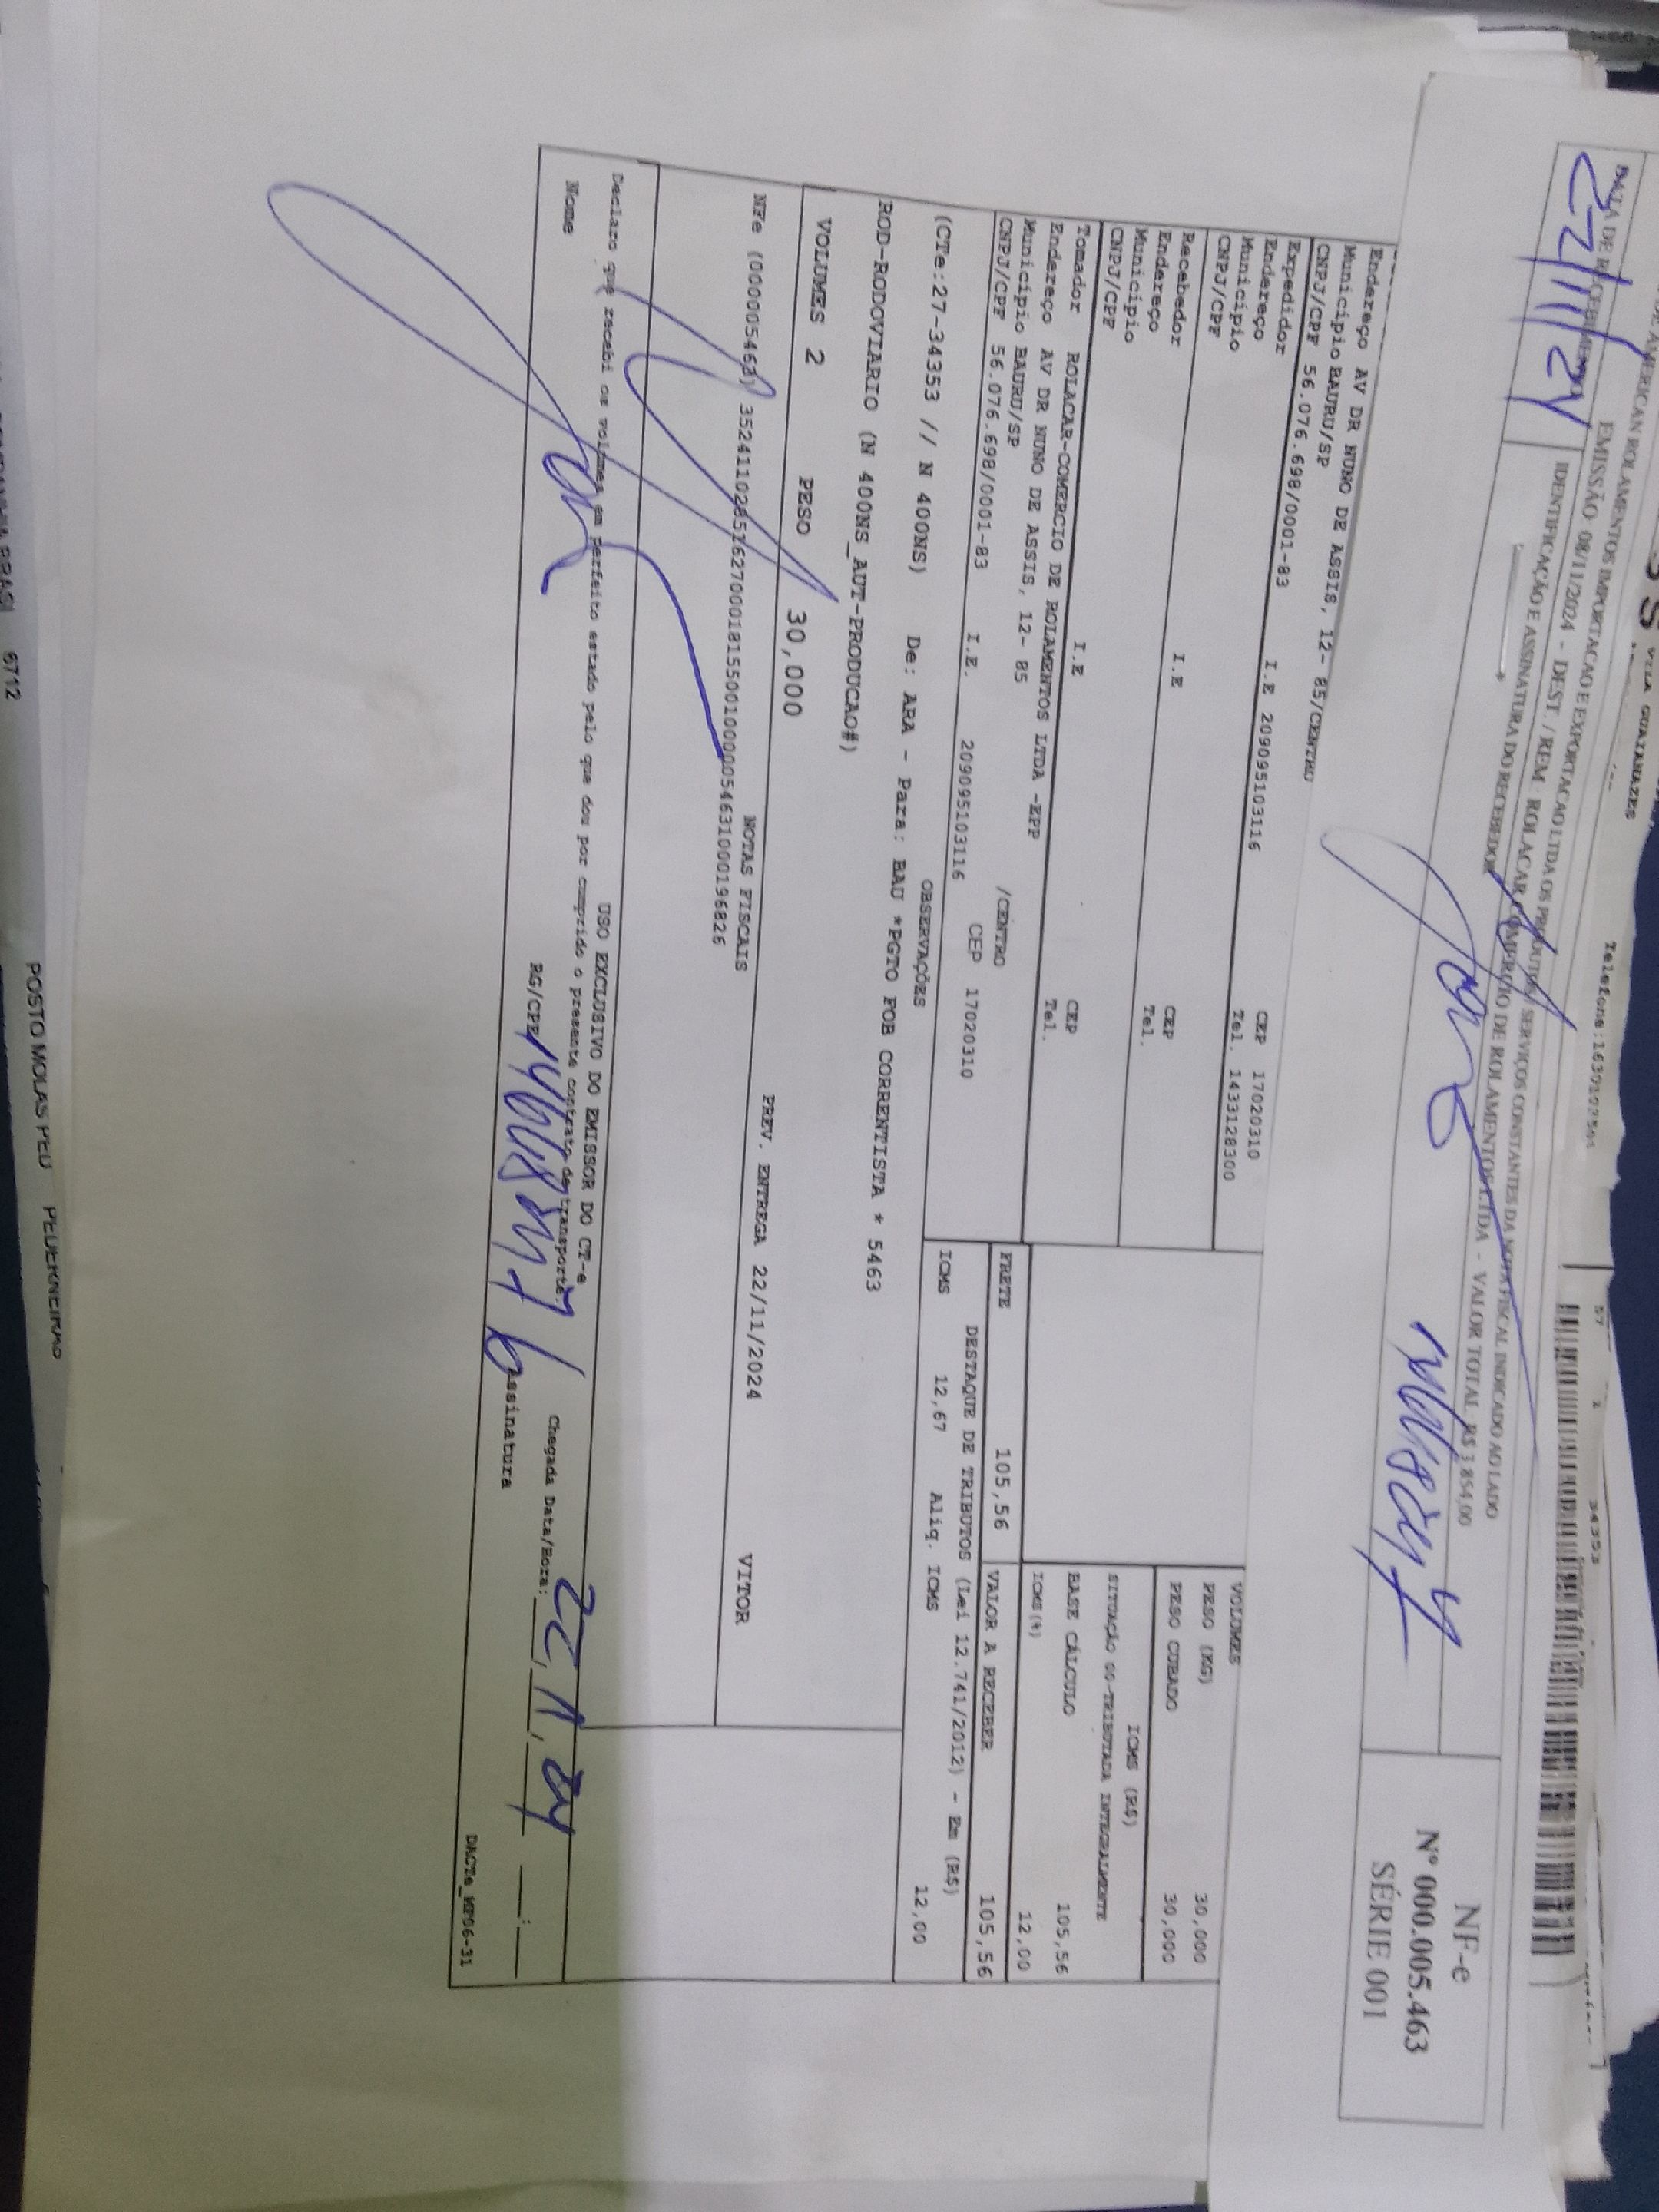 VILA GUAIANAZES
Telefone:
AMERICAN ROLAMENTOS IMPORTACAO E EXPORTACAO LTDA OS PRODUTOS / SERVIÇOS CONSTANTES DA NOTA FISCAL INDICADO AO LADO
EMISSÃO: 08/11/2024 - DEST. / REM: ROLACAR COMERCIO DE ROLAMENTOS LTDA - VALOR TOTAL: R$ 3.854,00
DATA DE RECEBIMENTO
IDENTIFICAÇÃO E ASSINATURA DO RECEBEDOR
NF-e
Nº 000.005.463
SÉRIE 001
Endereço AV DR NUNO DE ASSIS, 12- 85/CENTRO
Município BAURU/SP CEP 17020310
CNPJ/CPF 56.076.698/0001-83 I.E 209095103116 Tel. 1433128300
Expedidor
Endereço
Município
CNPJ/CPF
Recebedor I.E CEP
Endereço Tel.
Município
CNPJ/CPF
Tomador ROLACAR-COMERCIO DE ROLAMENTOS LTDA -EPP I.E CEP
Endereço AV DR NUNO DE ASSIS, 12- 85 /CENTRO Tel.
Município BAURU/SP CEP 17020310
CNPJ/CPF 56.076.698/0001-83 I.E. 209095103116
VOLUMES
PESO (KG) 30,000
PESO CUBADO 30,000
ICMS (R$)
SITUAÇÃO 00-TRIBUTADA INTEGRALMENTE
BASE CÁLCULO 105,56
ICMS(%) 12,00
FRETE 105,56 VALOR A RECEBER 105,56
DESTAQUE DE TRIBUTOS (Lei 12.741/2012) - Em (R$)
ICMS 12,67 Aliq. ICMS 12,00
OBSERVAÇÕES
(CTe:27-34353 // N 400NS) De: ARA - Para: BAU *PGTO FOB CORRENTISTA * 5463
ROD-RODOVIARIO (N 400NS_AUT-PRODUCAO#)
VOLUMES 2 PESO 30,000
PREV. ENTREGA 22/11/2024 VITOR
NOTAS FISCAIS
NFe (000005463)
USO EXCLUSIVO DO EMISSOR DO CT-e
Declaro que recebi os volumes em perfeito estado pelo que dou por cumprido o presente contrato de transporte.
Nome RG/CPF Assinatura Chegada Data/Hora: 22/11/24
DACTe_MP06-31
6712
POSTO MOLAS PED PEDERNEIRAS